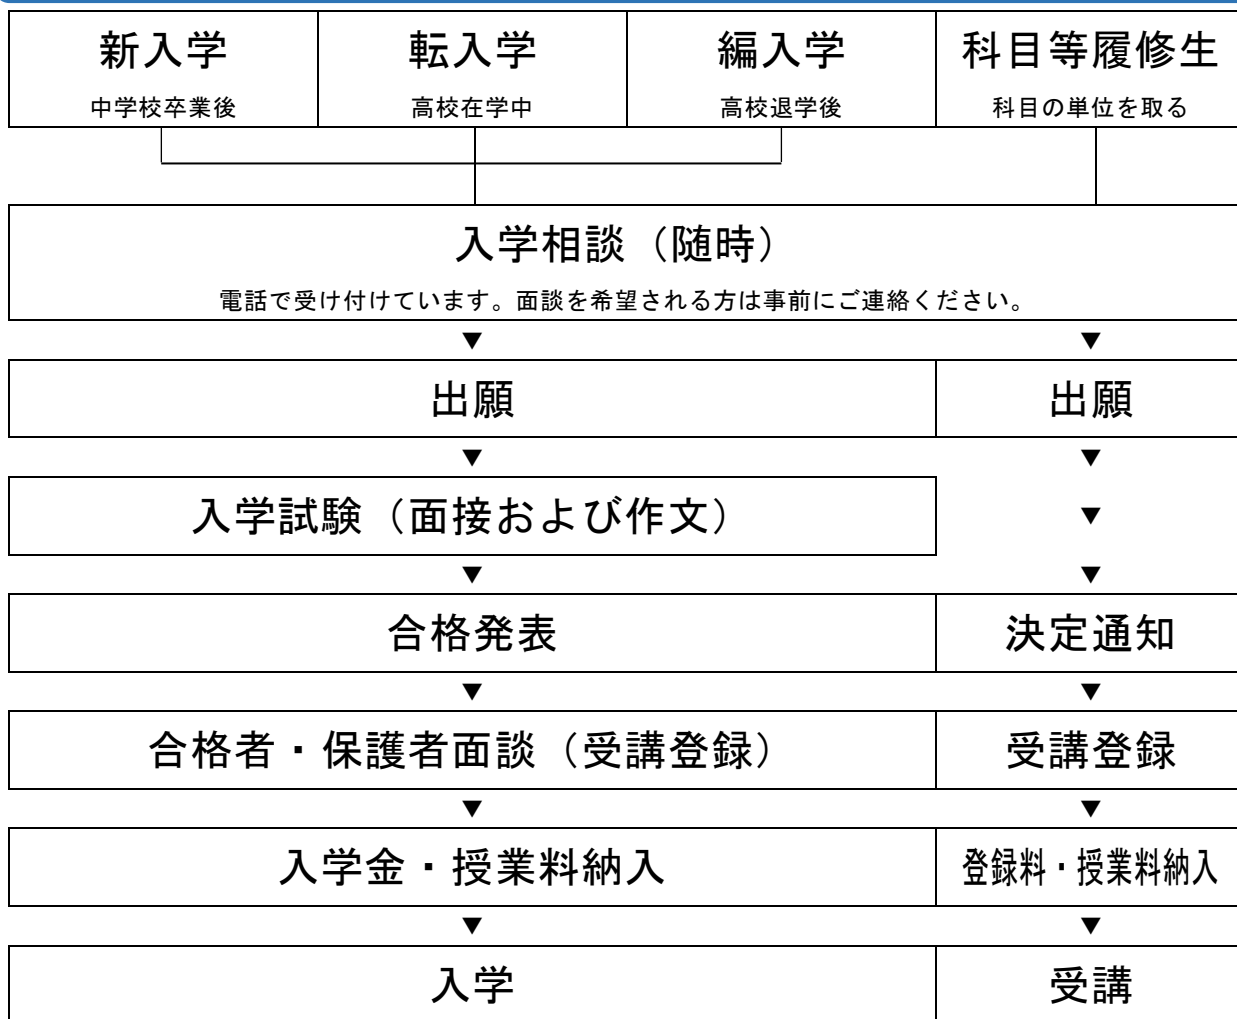 新入学
中学校卒業後
転入学
高校在学中
編入学
高校退学後
科目等履修生
科目の単位を取る
入学相談（随時）
電話で受け付けています。面談を希望される方は事前にご連絡ください。
▼ ▼
出願 出願
▼ ▼
入学試験（面接および作文） ▼
▼ ▼
合格発表 決定通知
▼ ▼
合格者・保護者面談（受講登録） 受講登録
▼ ▼
入学金・授業料納入 登録料・授業料納入
▼ ▼
入学 受講